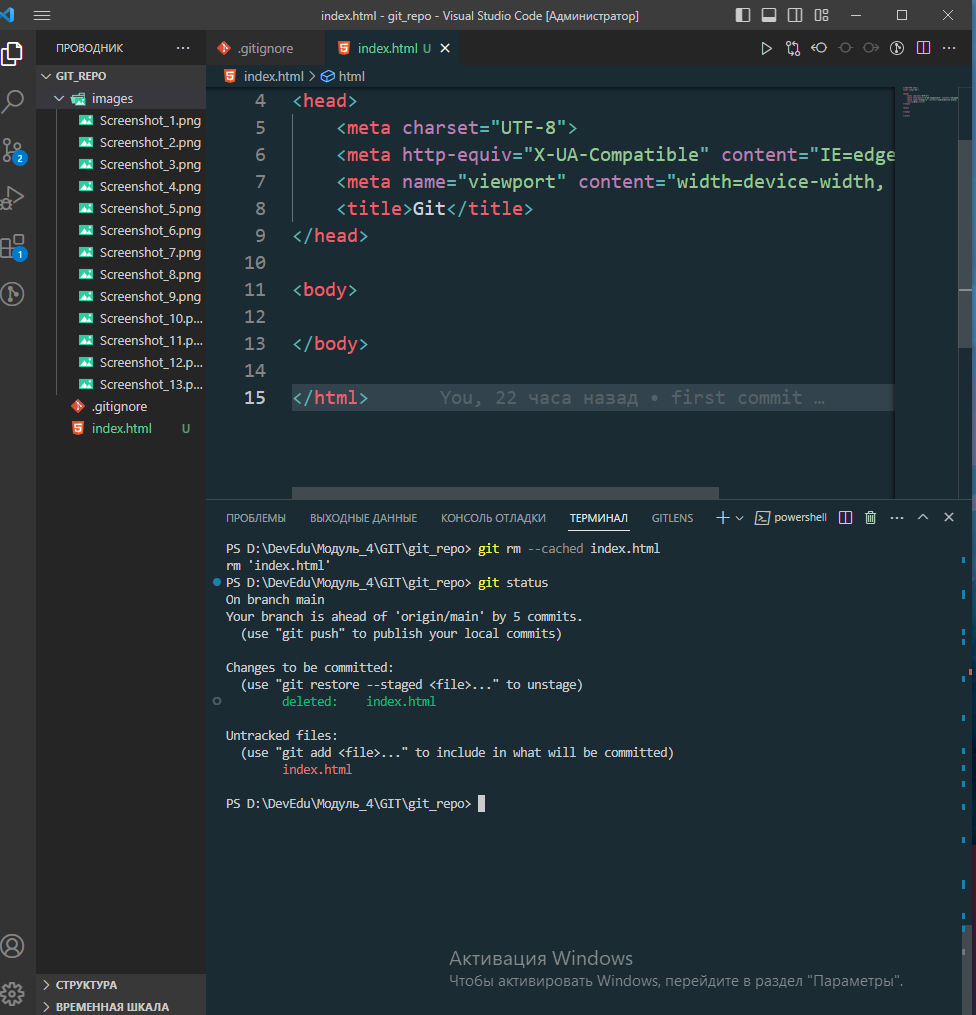 index.html - git_repo - Visual Studio Code [Администратор]
ПРОВОДНИК
.gitignore
index.html U
GIT_REPO
index.html > html
images
Screenshot_1.png
Screenshot_2.png
Screenshot_3.png
Screenshot_4.png
Screenshot_5.png
Screenshot_6.png
Screenshot_7.png
Screenshot_8.png
Screenshot_9.png
Screenshot_10.p...
Screenshot_11.p...
Screenshot_12.p...
Screenshot_13.p...
.gitignore
index.html U
2
1
4 <head>
5 <meta charset="UTF-8">
6 <meta http-equiv="X-UA-Compatible" content="IE=edge
7 <meta name="viewport" content="width=device-width,
8 <title>Git</title>
9 </head>
10
11 <body>
12
13 </body>
14
15 </html> You, 22 часа назад • first commit …
ПРОБЛЕМЫ ВЫХОДНЫЕ ДАННЫЕ КОНСОЛЬ ОТЛАДКИ ТЕРМИНАЛ GITLENS powershell
PS D:\DevEdu\Модуль_4\GIT\git_repo> git rm --cached index.html
rm 'index.html'
PS D:\DevEdu\Модуль_4\GIT\git_repo> git status
On branch main
Your branch is ahead of 'origin/main' by 5 commits.
(use "git push" to publish your local commits)
Changes to be committed:
(use "git restore --staged <file>..." to unstage)
deleted: index.html
Untracked files:
(use "git add <file>..." to include in what will be committed)
index.html
PS D:\DevEdu\Модуль_4\GIT\git_repo>
Активация Windows
Чтобы активировать Windows, перейдите в раздел "Параметры".
СТРУКТУРА
ВРЕМЕННАЯ ШКАЛА